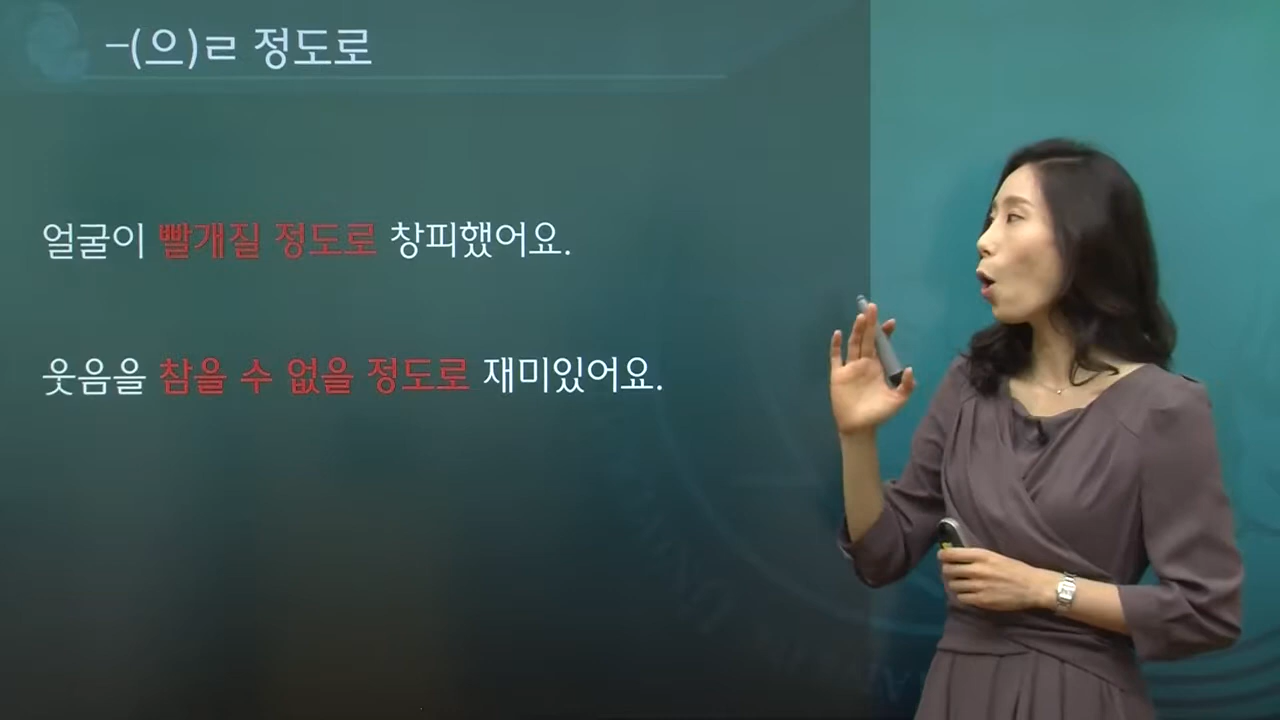 -(으)ㄹ 정도로
얼굴이 빨개질 정도로 창피했어요.
웃음을 참을 수 없을 정도로 재미있어요.